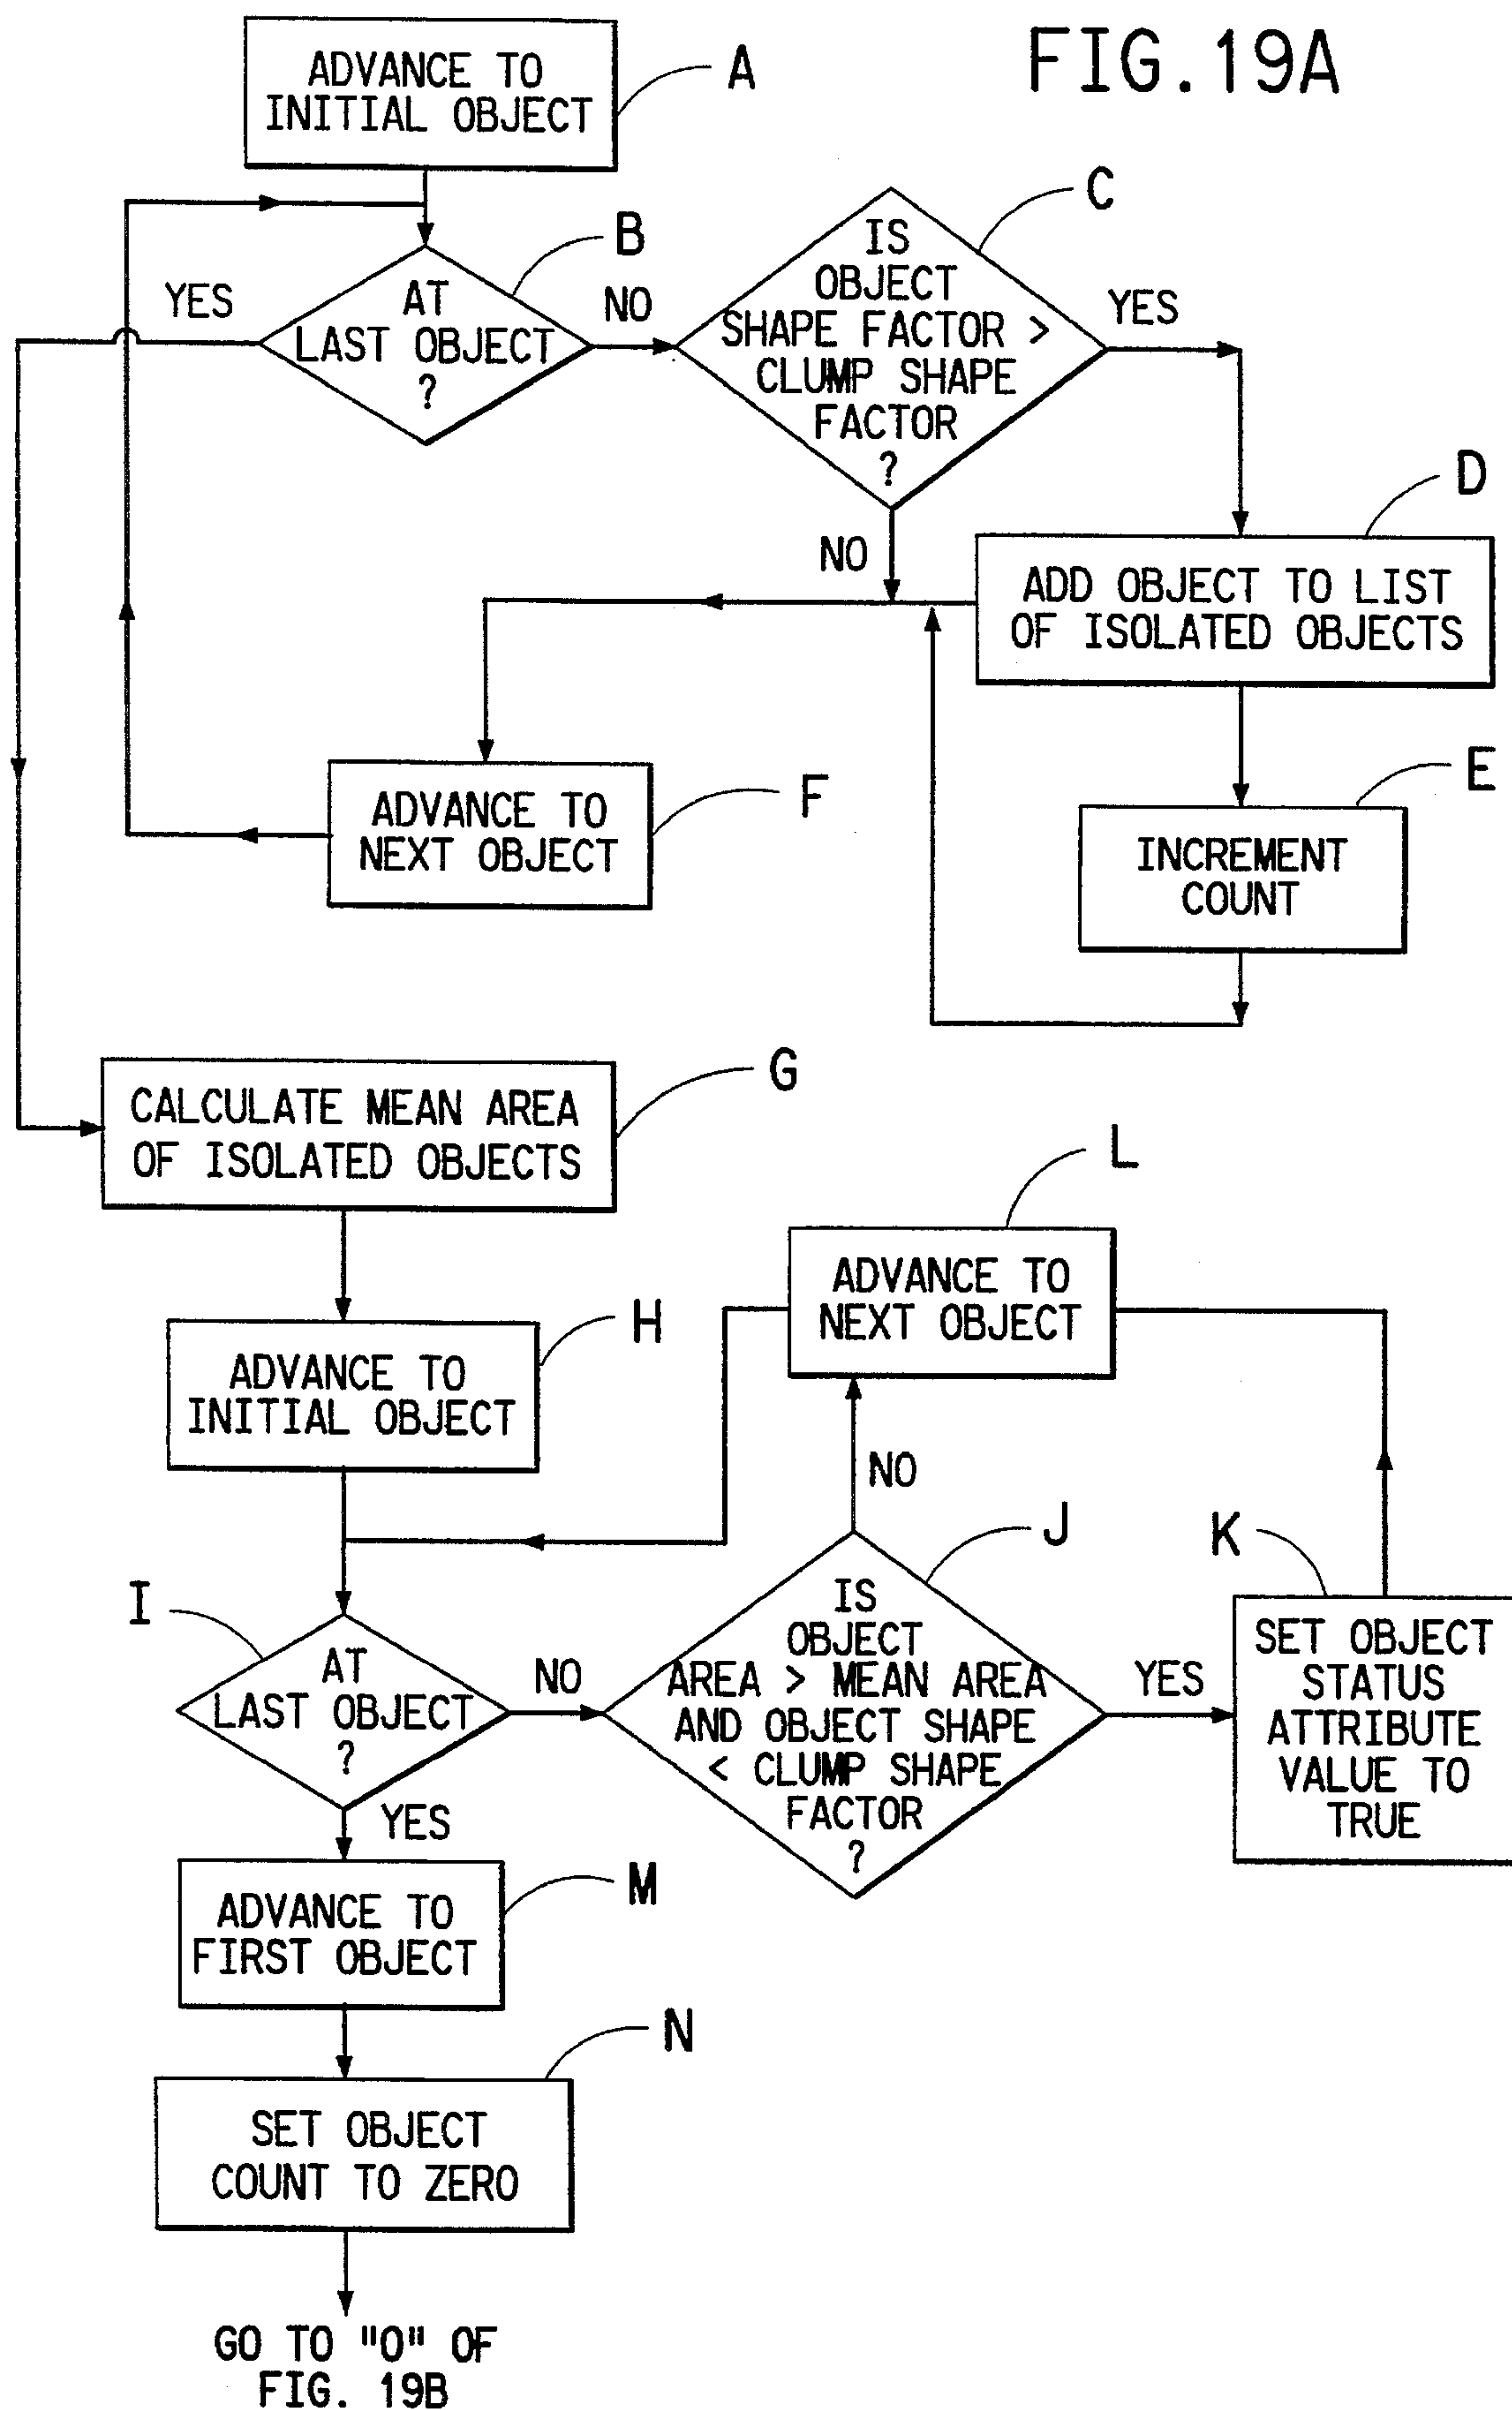 FIG. 19A
ADVANCE TO
INITIAL OBJECT
A
AT
LAST OBJECT
?
B
YES
NO
IS
OBJECT
SHAPE FACTOR >
CLUMP SHAPE
FACTOR
?
C
YES
NO
ADD OBJECT TO LIST
OF ISOLATED OBJECTS
D
INCREMENT
COUNT
E
ADVANCE TO
NEXT OBJECT
F
CALCULATE MEAN AREA
OF ISOLATED OBJECTS
G
ADVANCE TO
INITIAL OBJECT
H
AT
LAST OBJECT
?
I
NO
YES
IS
OBJECT
AREA > MEAN AREA
AND OBJECT SHAPE
< CLUMP SHAPE
FACTOR
?
J
NO
YES
SET OBJECT
STATUS
ATTRIBUTE
VALUE TO
TRUE
K
ADVANCE TO
NEXT OBJECT
L
ADVANCE TO
FIRST OBJECT
M
SET OBJECT
COUNT TO ZERO
N
GO TO "O" OF
FIG. 19B